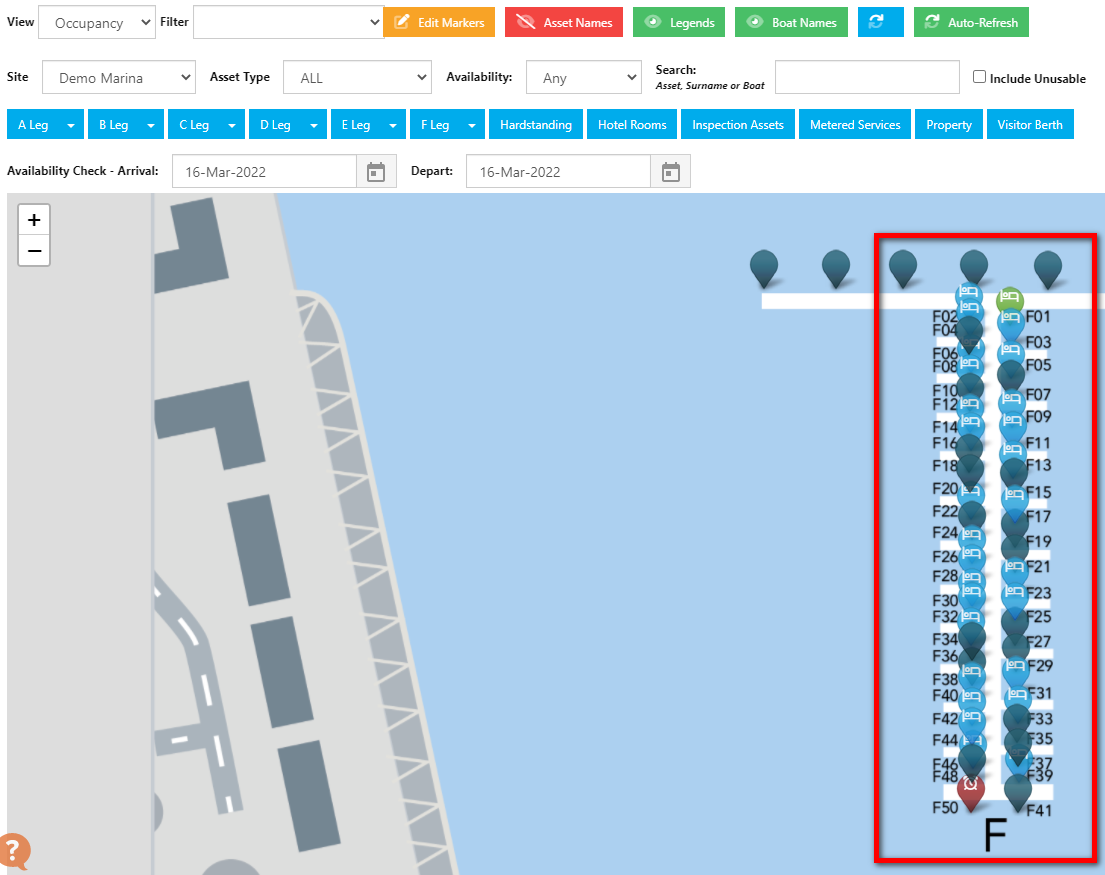 View Occupancy Filter Edit Markers Asset Names Legends Boat Names Auto-Refresh
Site Demo Marina Asset Type ALL Availability: Any Search: Include Unusable
Asset, Surname or Boat
A Leg B Leg C Leg D Leg E Leg F Leg Hardstanding Hotel Rooms Inspection Assets Metered Services Property Visitor Berth
Availability Check - Arrival: 16-Mar-2022 Depart: 16-Mar-2022
+
−
F02 F01
F04
F03
F06
F08 F05
F10
F07
F12
F09
F14
F16 F11
F18 F13
F20 F15
F22 F17
F24
F19
F26
F21
F28
F23
F30
F32 F25
F34 F27
F36
F29
F38
F40 F31
F42 F33
F44 F35
F46 F37
F48 F39
F50 F41
F
?